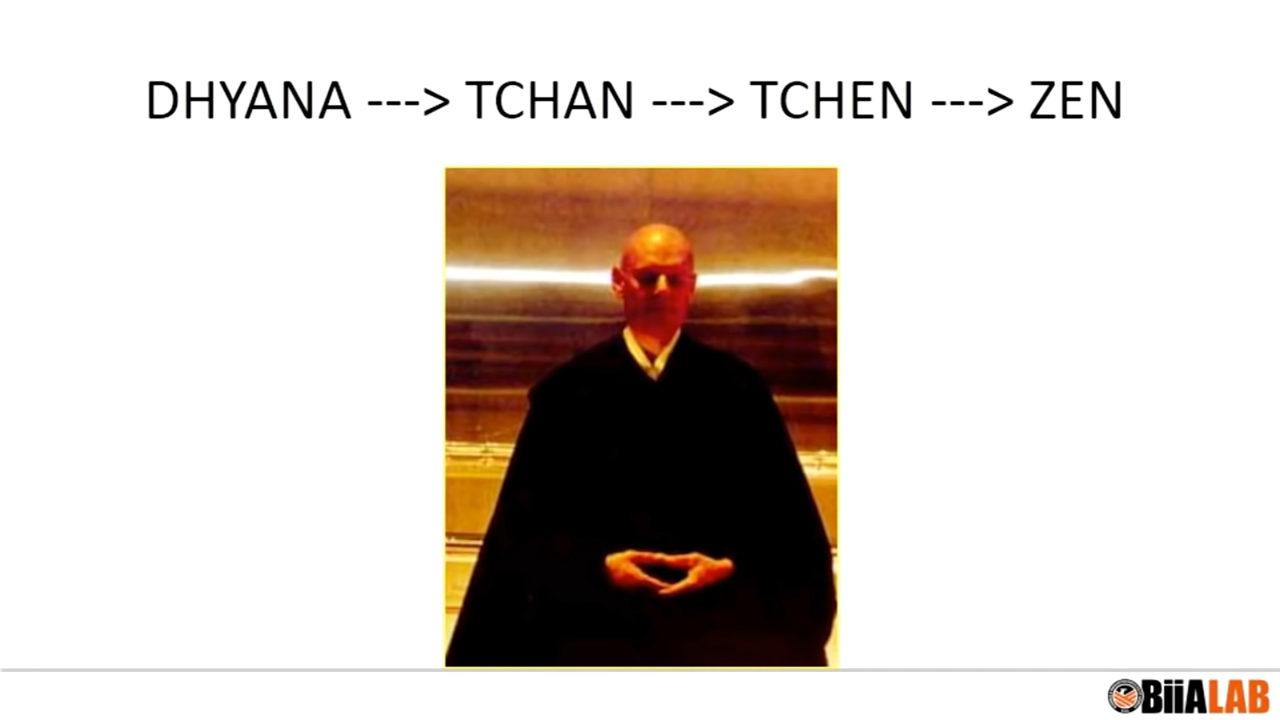 DHYANA ---> TCHAN ---> TCHEN ---> ZEN
BiiALAB